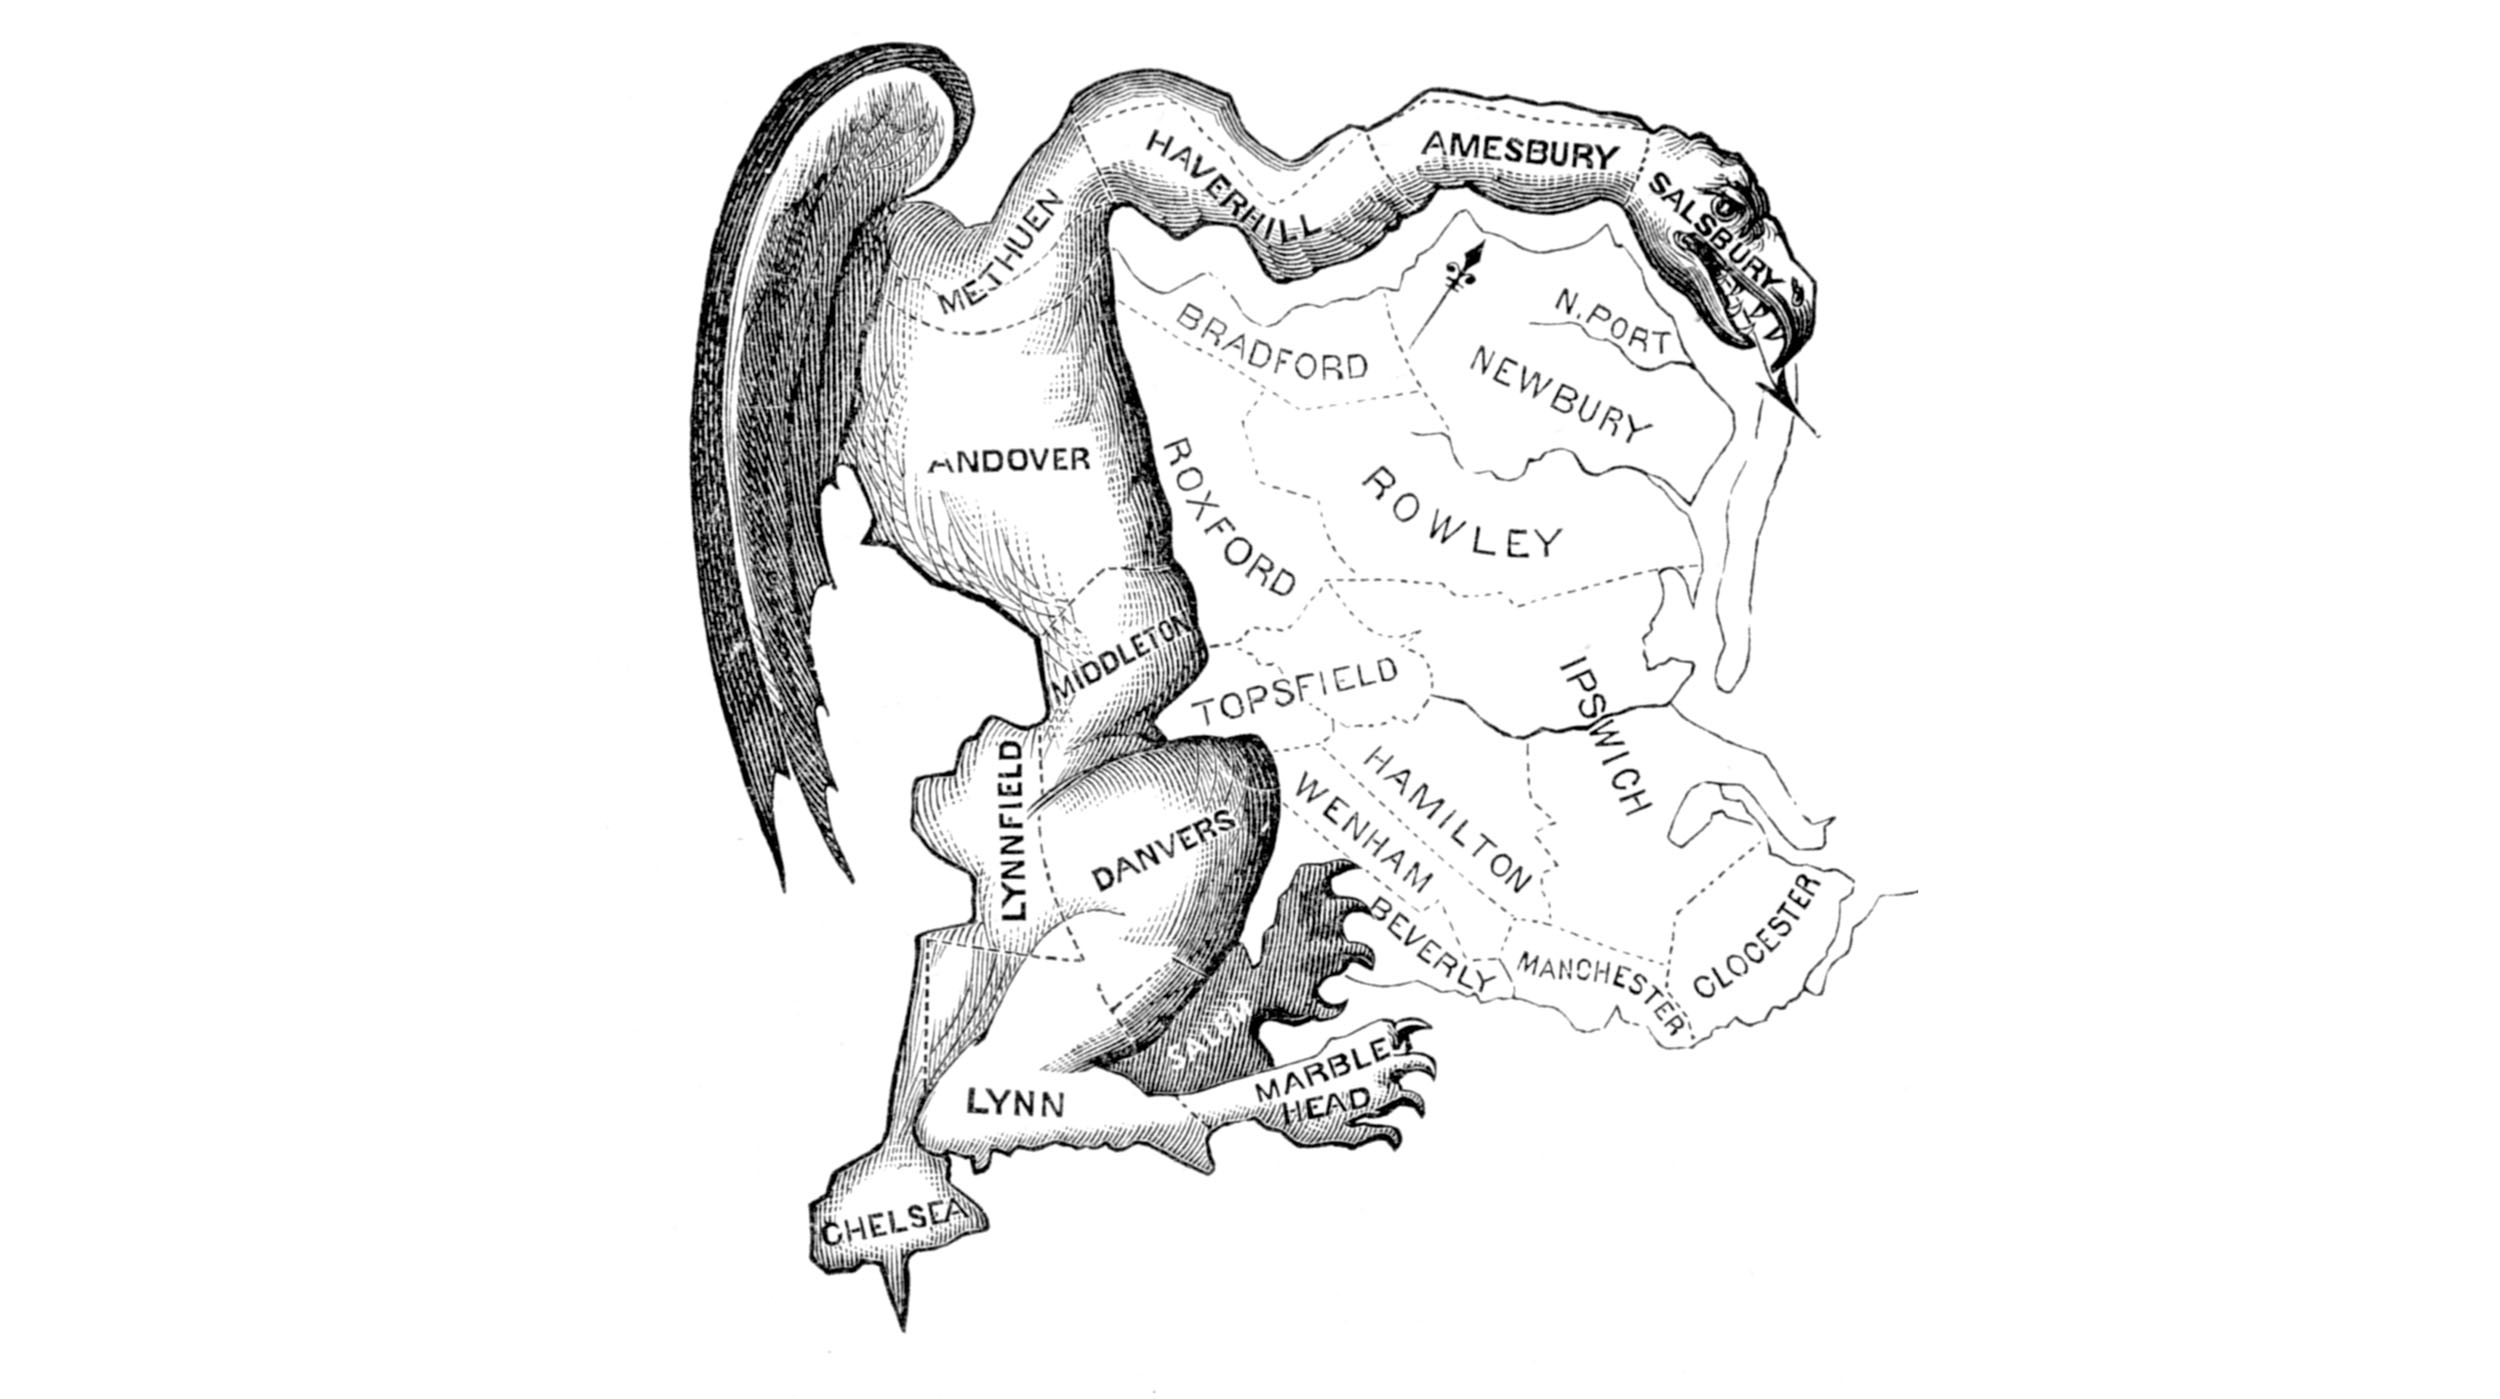 HAVERHILL
AMESBURY
SALSBURY
METHUEN
BRADFORD
N. PORT
NEWBURY
ANDOVER
ROXFORD
ROWLEY
MIDDLETON
TOPSFIELD
IPSWICH
LYNNFIELD
DANVERS
WENHAM
HAMILTON
BEVERLY
MANCHESTER
CLOCESTER
SALEM
LYNN
MARBLE
HEAD
CHELSEA